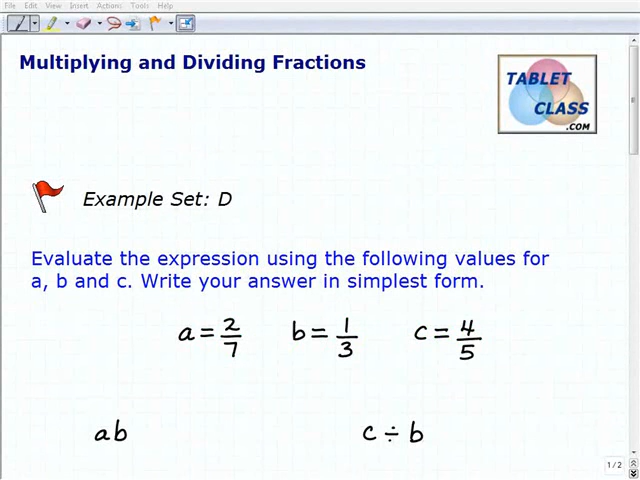 File Edit View Insert Actions Tools Help
Multiplying and Dividing Fractions
TABLET
CLASS
.COM
Example Set: D
Evaluate the expression using the following values for
a, b and c. Write your answer in simplest form.
a = 2/7 b = 1/3 c = 4/5
ab c ÷ b
1/2